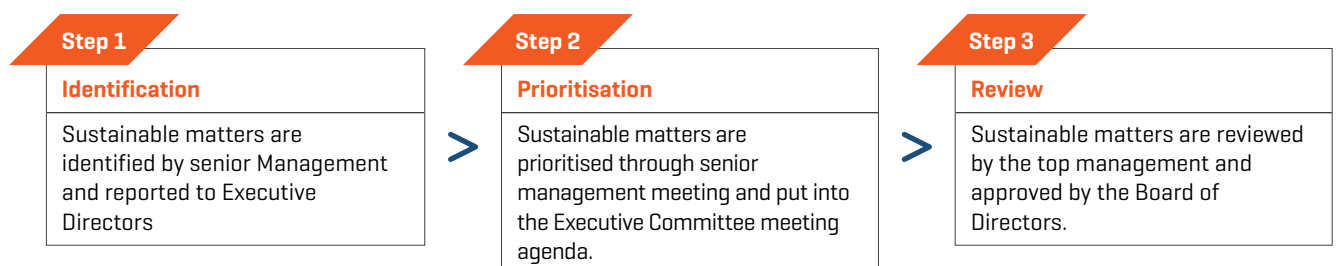 Step 1
Identification
Sustainable matters are
identified by senior Management
and reported to Executive
Directors
>
Step 2
Prioritisation
Sustainable matters are
prioritised through senior
management meeting and put into
the Executive Committee meeting
agenda.
>
Step 3
Review
Sustainable matters are reviewed
by the top management and
approved by the Board of
Directors.